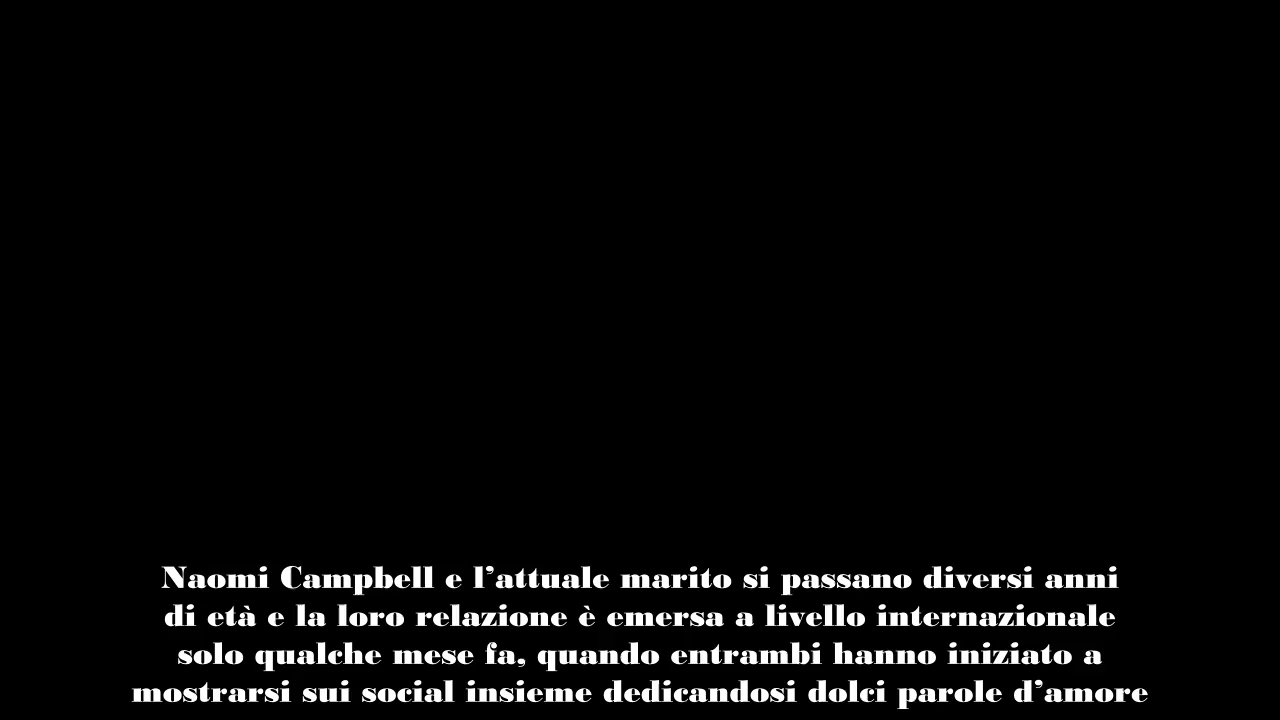 Naomi Campbell e l’attuale marito si passano diversi anni
di età e la loro relazione è emersa a livello internazionale
solo qualche mese fa, quando entrambi hanno iniziato a
mostrarsi sui social insieme dedicandosi dolci parole d’amore